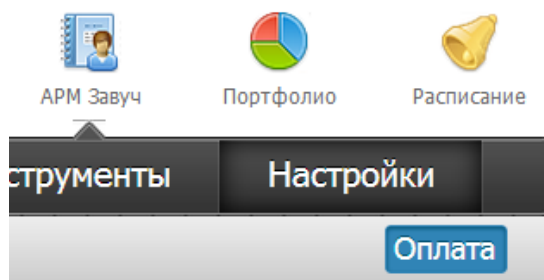 АРМ Завуч Портфолио Расписание
струменты Настройки
Оплата